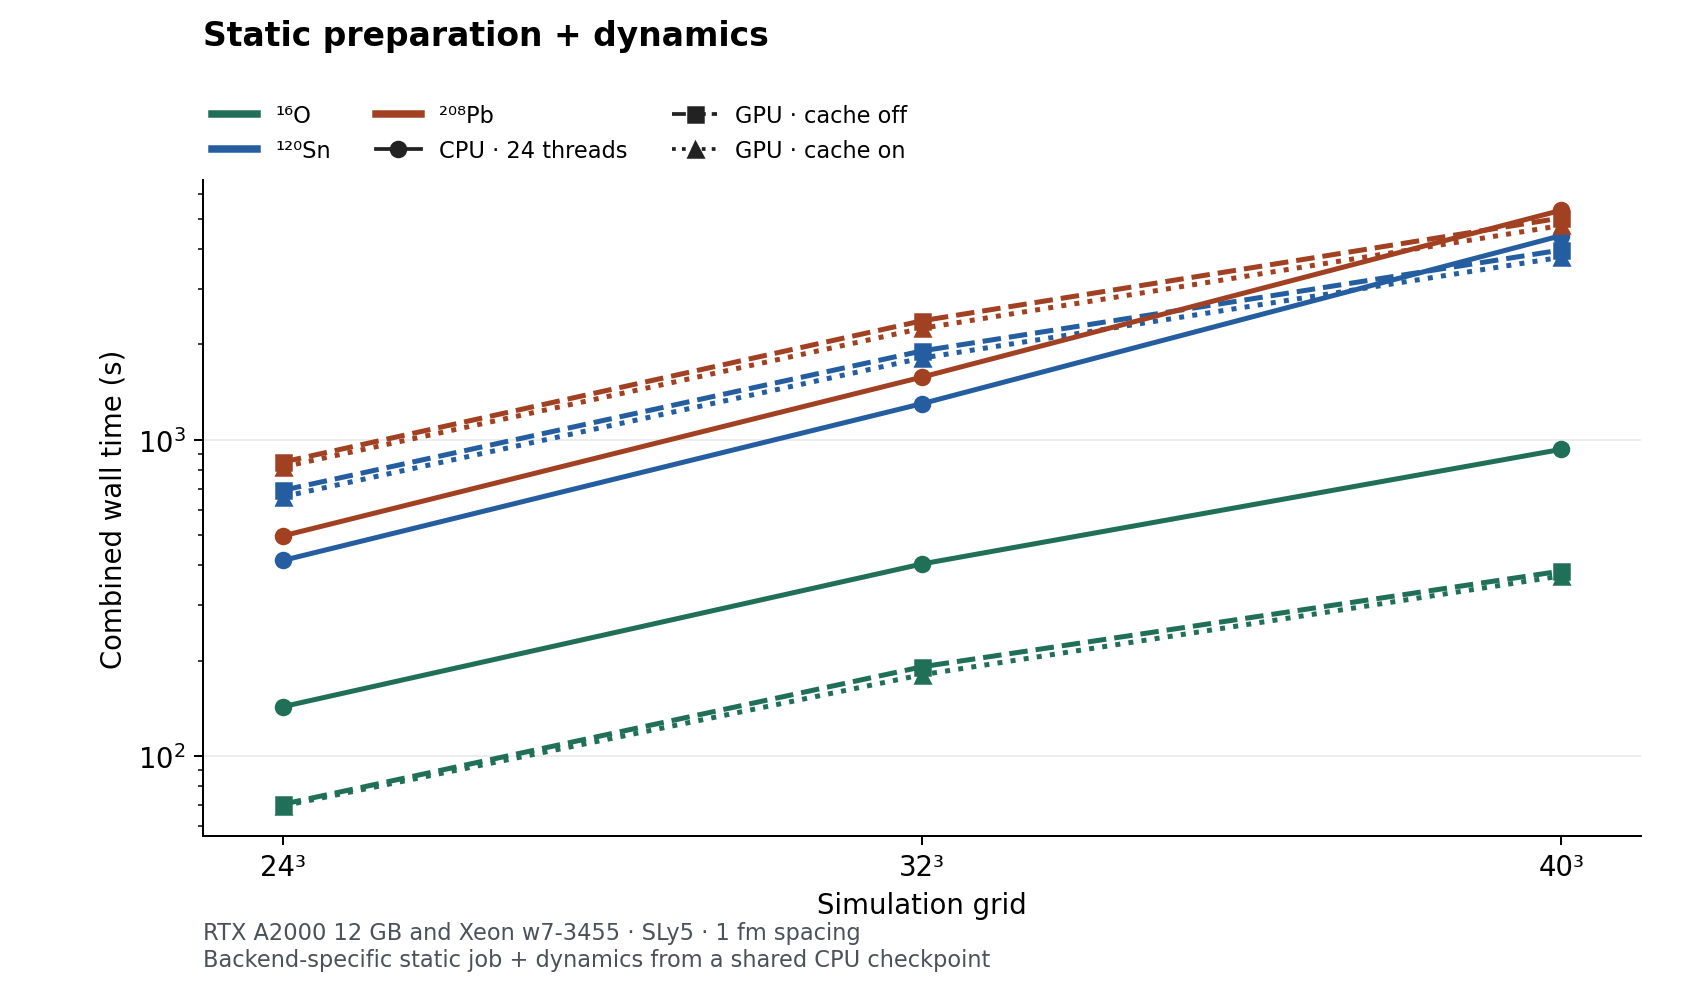 Static preparation + dynamics
¹⁶O
²⁰⁸Pb
GPU · cache off
¹²⁰Sn
CPU · 24 threads
GPU · cache on
Combined wall time (s)
10³
10²
24³
32³
40³
Simulation grid
RTX A2000 12 GB and Xeon w7-3455 · SLy5 · 1 fm spacing
Backend-specific static job + dynamics from a shared CPU checkpoint